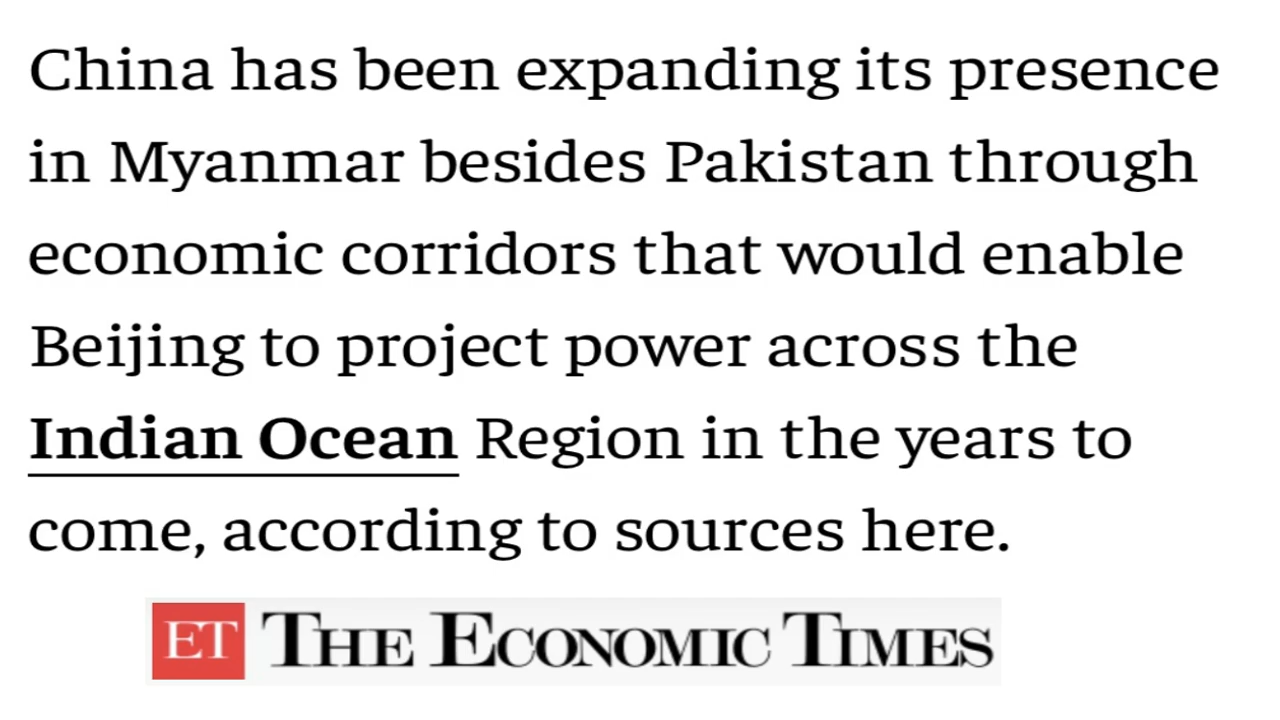 China has been expanding its presence
in Myanmar besides Pakistan through
economic corridors that would enable
Beijing to project power across the
Indian Ocean Region in the years to
come, according to sources here.
ET THE ECONOMIC TIMES